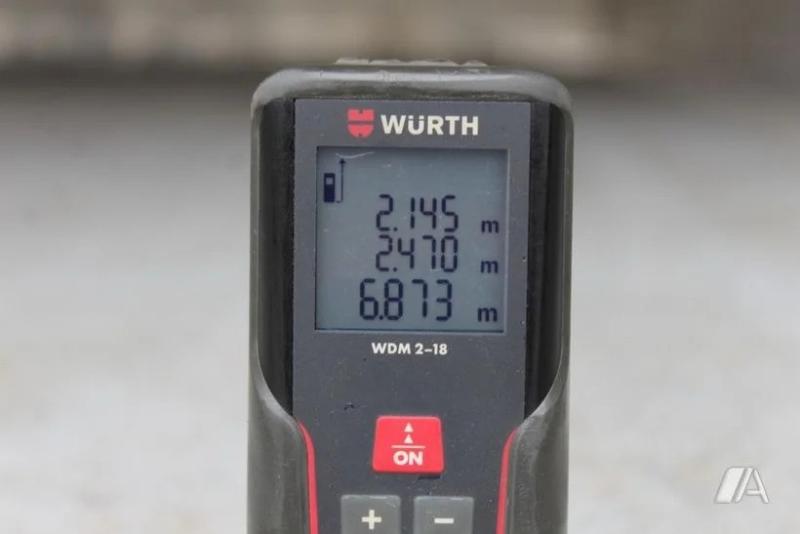 WÜRTH
2.145 m
2.470 m
6.873 m
WDM 2-18
ON
+ −